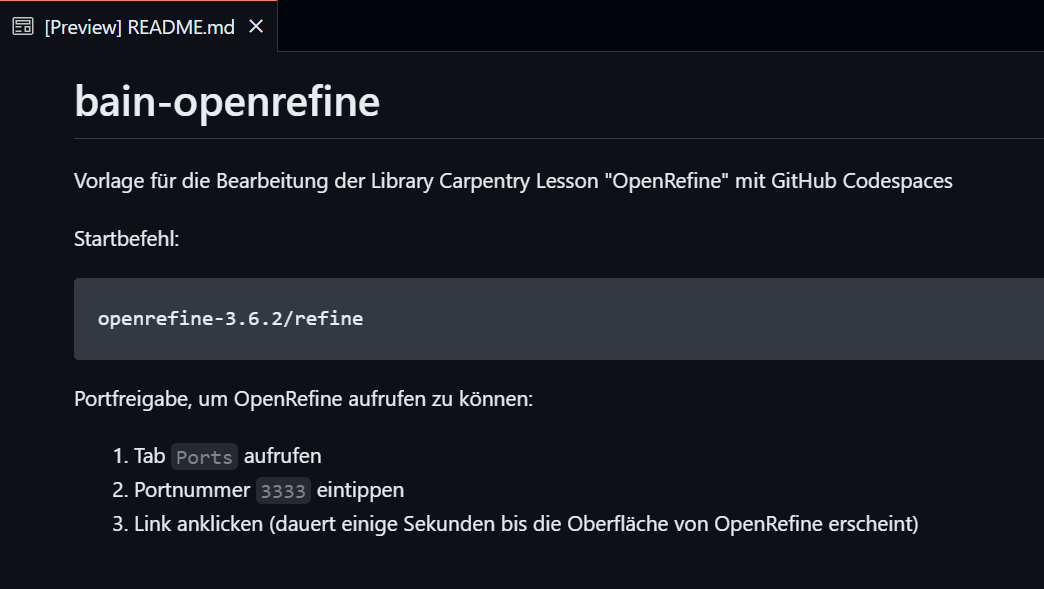 [Preview] README.md
bain-openrefine
Vorlage für die Bearbeitung der Library Carpentry Lesson "OpenRefine" mit GitHub Codespaces
Startbefehl:
openrefine-3.6.2/refine
Portfreigabe, um OpenRefine aufrufen zu können:
1. Tab Ports aufrufen
2. Portnummer 3333 eintippen
3. Link anklicken (dauert einige Sekunden bis die Oberfläche von OpenRefine erscheint)